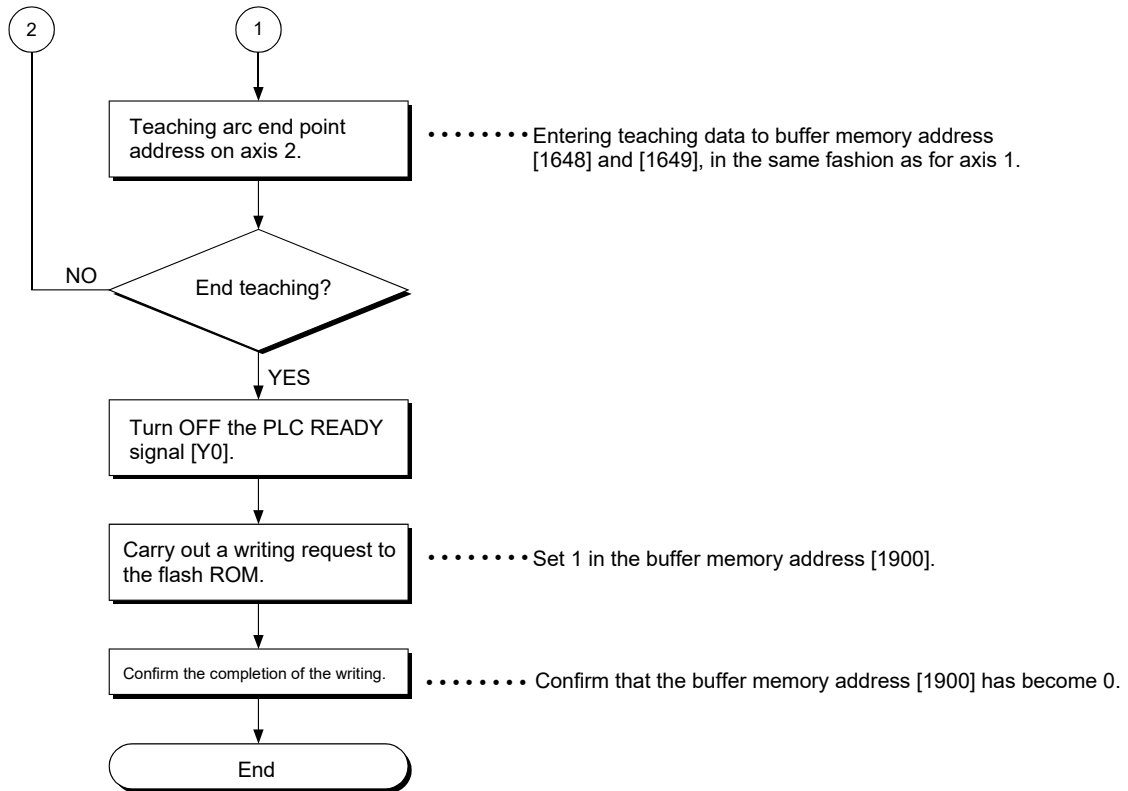 2
1
Teaching arc end point
address on axis 2.
Entering teaching data to buffer memory address
[1648] and [1649], in the same fashion as for axis 1.
NO
End teaching?
YES
Turn OFF the PLC READY
signal [Y0].
Carry out a writing request to
the flash ROM.
Set 1 in the buffer memory address [1900].
Confirm the completion of the writing.
Confirm that the buffer memory address [1900] has become 0.
End